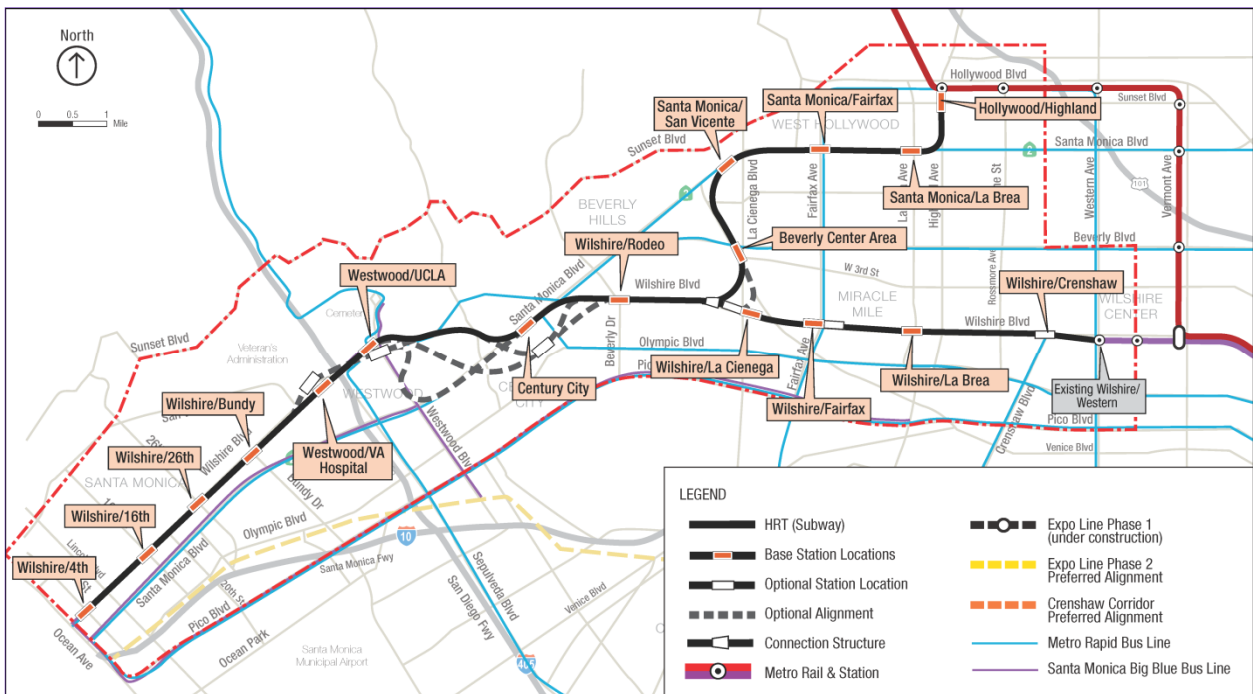 North
0 0.5 1
Mile
Hollywood Blvd
Sunset Blvd
Hollywood/Highland
Santa Monica/
San Vicente
Santa Monica/Fairfax
WEST HOLLYWOOD
Sunset Blvd
2
Santa Monica Blvd
101
Santa Monica/La Brea
La Cienega Blvd
Fairfax Ave
Western Ave
Vermont Ave
2
BEVERLY
HILLS
Beverly Center Area
Beverly Blvd
Wilshire/Rodeo
W 3rd St
Rossmore Ave
Westwood/UCLA
Santa Monica Blvd
Wilshire Blvd
MIRACLE
MILE
Wilshire/Crenshaw
WILSHIRE
CENTER
Wilshire Blvd
Sunset Blvd
Veteran's
Administration
Beverly Dr
Olympic Blvd
Wilshire/La Cienega
Fairfax Ave
Wilshire/La Brea
Existing Wilshire/
Western
Century City
WESTWOOD
Wilshire/Fairfax
Crenshaw Blvd
Pico Blvd
Venice Blvd
Wilshire/Bundy
Wilshire Blvd
Westwood/VA
Hospital
Westwood Blvd
Wilshire/26th
SANTA MONICA
Bundy Dr
Wilshire/16th
Olympic Blvd
10
Santa Monica Fwy
Wilshire/4th
Santa Monica Blvd
20th St
Pico Blvd
Sepulveda Blvd
San Diego Fwy
Venice Blvd
Ocean Ave
Ocean Park
Santa Monica
Municipal Airport
405
LEGEND
HRT (Subway)
Base Station Locations
Optional Station Location
Optional Alignment
Connection Structure
Metro Rail & Station
Expo Line Phase 1
(under construction)
Expo Line Phase 2
Preferred Alignment
Crenshaw Corridor
Preferred Alignment
Metro Rapid Bus Line
Santa Monica Big Blue Bus Line